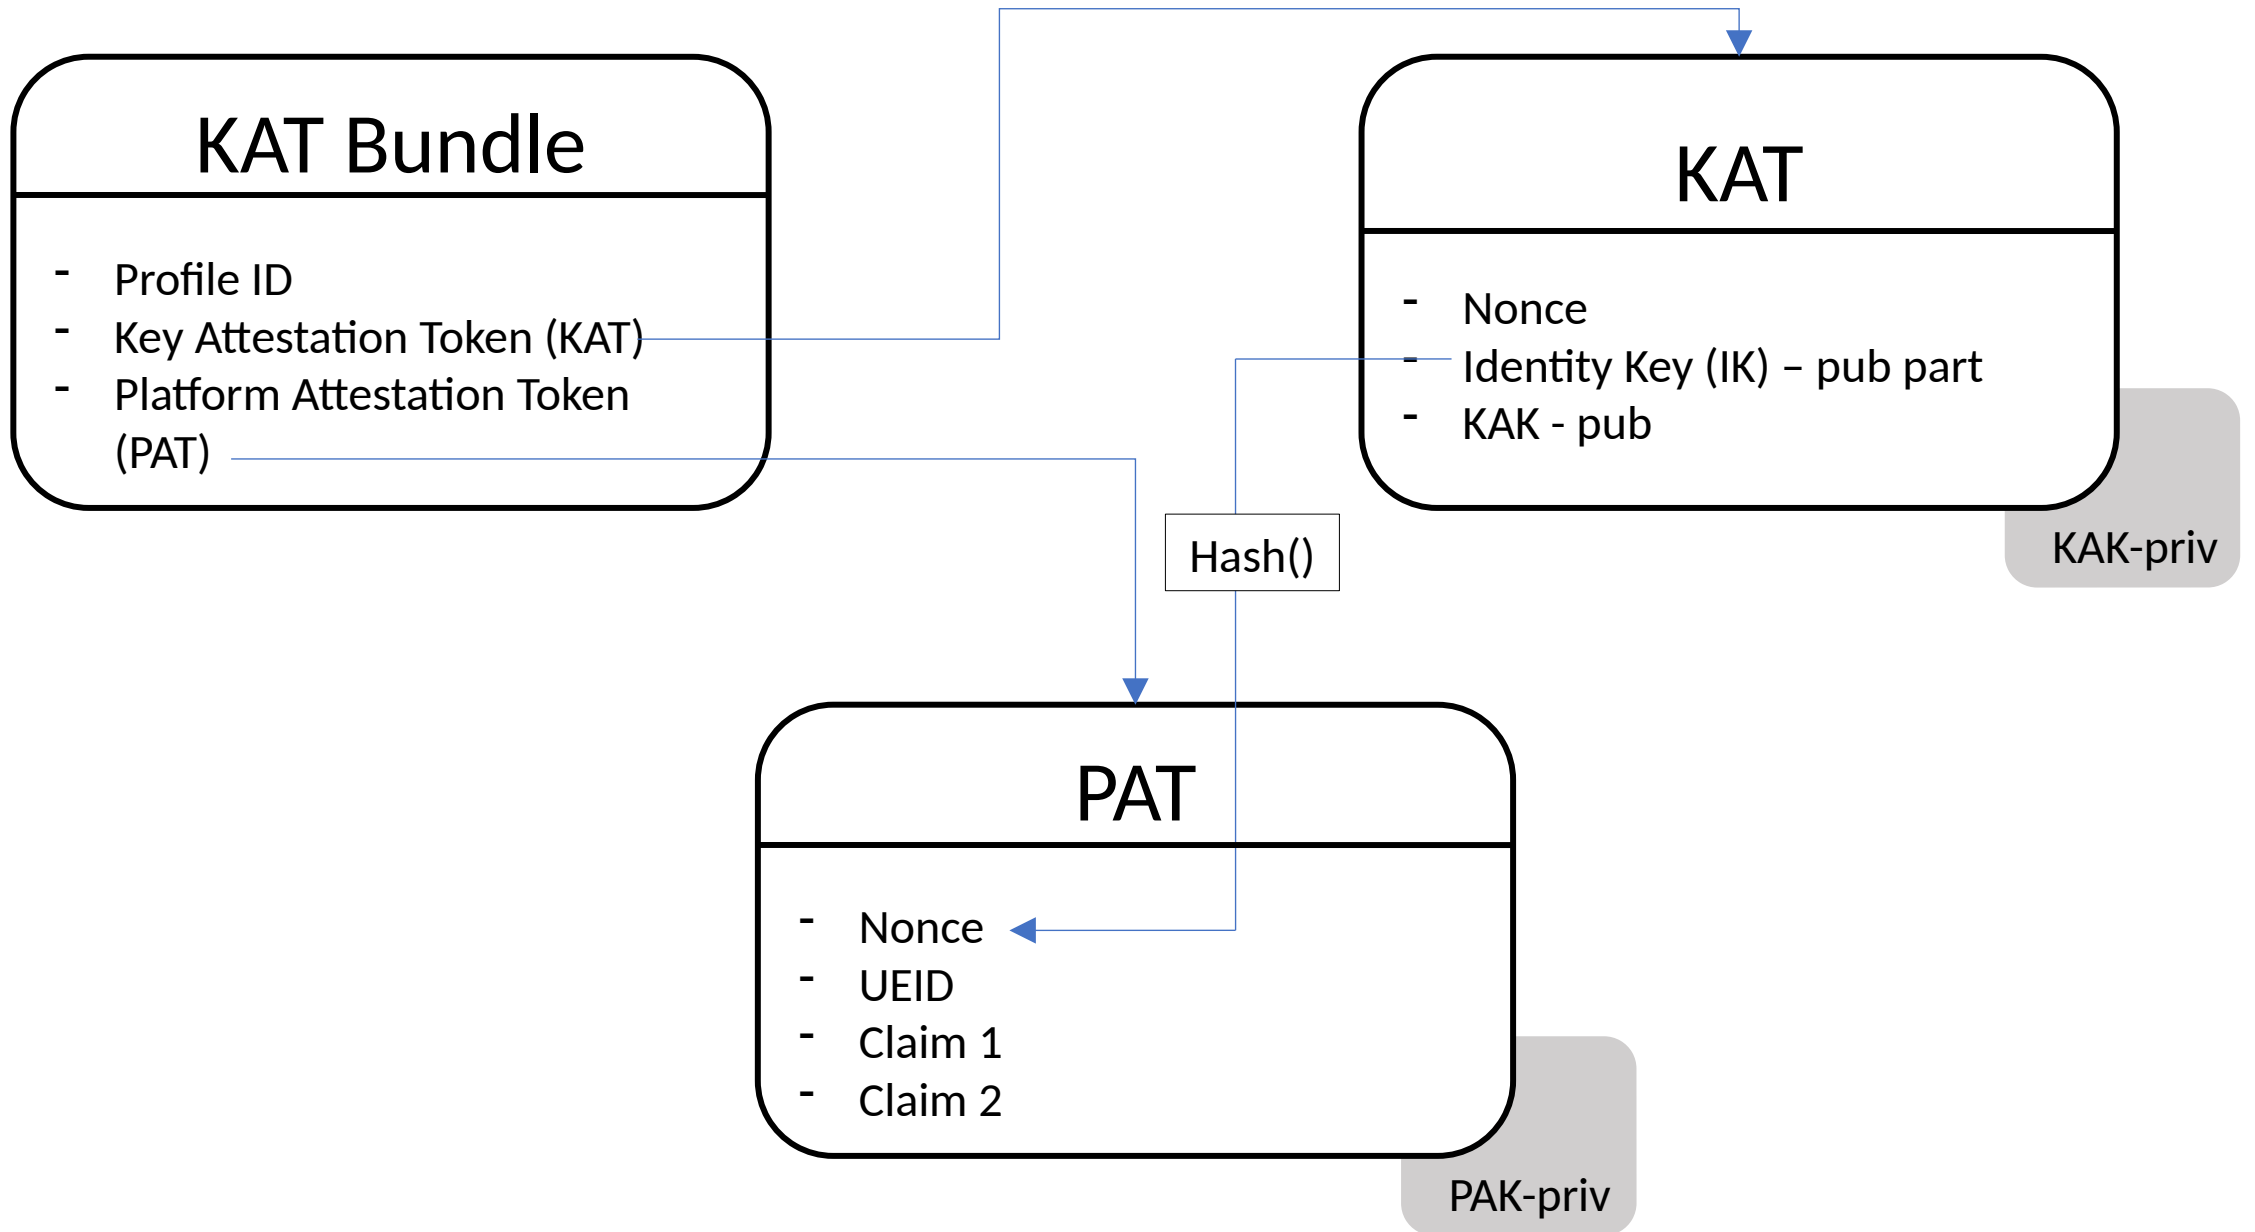 KAT Bundle
- Profile ID
- Key Attestation Token (KAT)
- Platform Attestation Token
(PAT)
KAT
- Nonce
- Identity Key (IK) – pub part
- KAK - pub
KAK-priv
Hash()
PAT
- Nonce
- UEID
- Claim 1
- Claim 2
PAK-priv